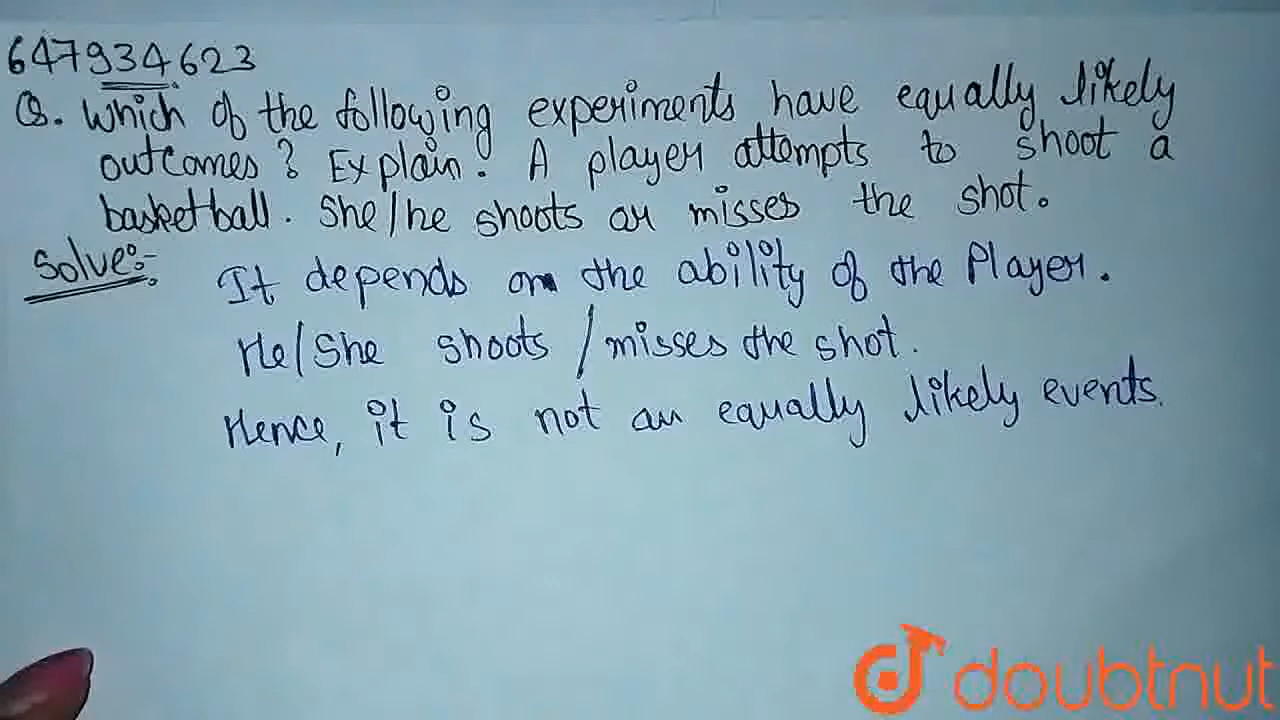 647934623
Q. Which of the following experiments have equally likely
outcomes? Explain. A player attempts to shoot a
basketball. She/he shoots or misses the shot.
Solve:-
It depends on the ability of the Player.
He/She shoots / misses the shot.
Hence, it is not an equally likely events.
doubtnut